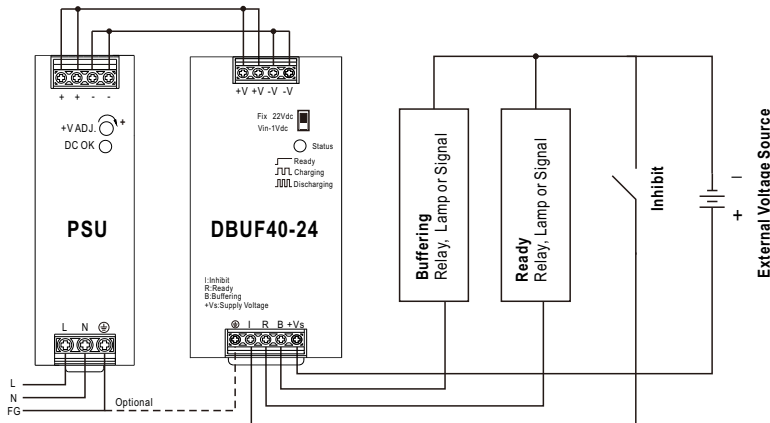 + + - -
+V ADJ.
+
DC OK
PSU
L N
L
N
FG
Optional
+V +V -V -V
Fix 22Vdc
Vin-1Vdc
Status
Ready
Charging
Discharging
DBUF40-24
I:Inhibit
R:Ready
B:Buffering
+Vs:Supply Voltage
I R B +Vs
Buffering
Relay, Lamp or Signal
Ready
Relay, Lamp or Signal
Inhibit
+ –
External Voltage Source